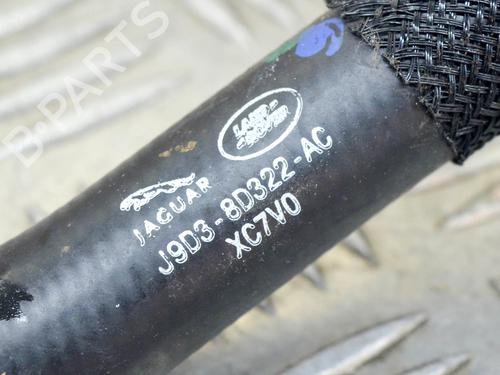 B-PARTS
LAND
ROVER
JAGUAR
J9D3-8D322-AC
XC7V0